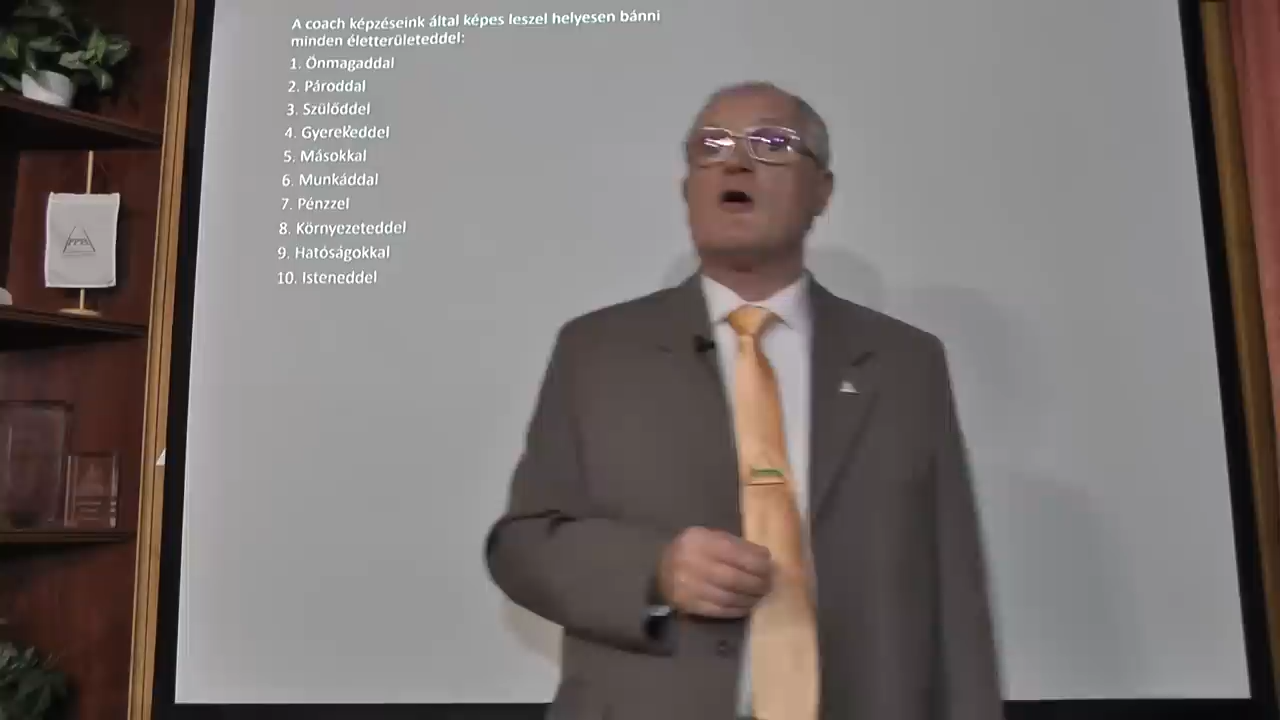 A coach képzéseink által képes leszel helyesen bánni
minden életterületeddel:
1. Önmagaddal
2. Pároddal
3. Szülőddel
4. Gyerekeddel
5. Másokkal
6. Munkáddal
7. Pénzzel
8. Környezeteddel
9. Hatóságokkal
10. Isteneddel